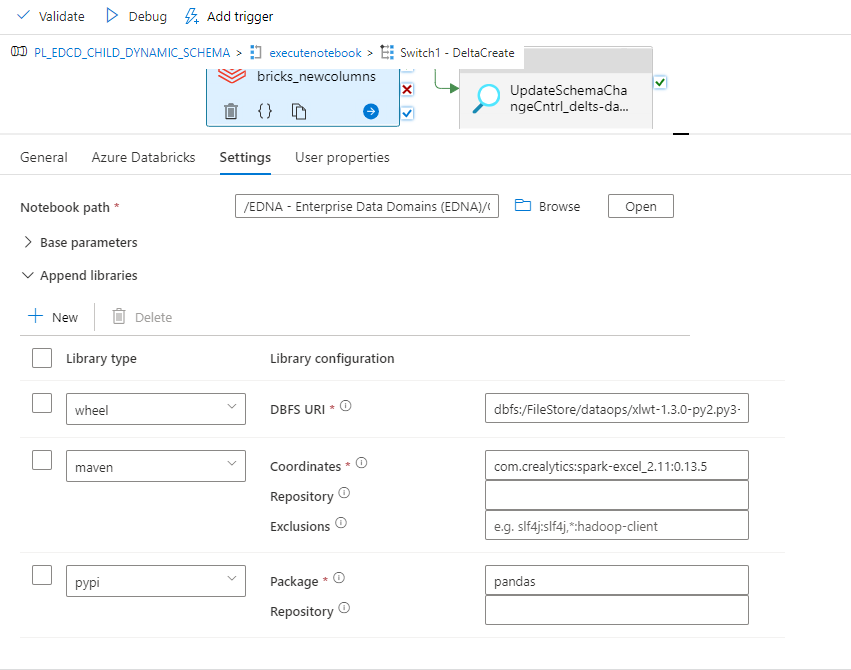 Validate Debug Add trigger
PL_EDCD_CHILD_DYNAMIC_SCHEMA > executenotebook > Switch1 - DeltaCreate
bricks_newcolumns
UpdateSchemaCha
ngeCntrl_delts-da...
General Azure Databricks Settings User properties
Notebook path * /EDNA - Enterprise Data Domains (EDNA)/ Browse Open
Base parameters
Append libraries
New Delete
Library type Library configuration
wheel DBFS URI * dbfs:/FileStore/dataops/xlwt-1.3.0-py2.py3-
maven Coordinates * com.crealytics:spark-excel_2.11:0.13.5
Repository
Exclusions e.g. slf4j:slf4j,*:hadoop-client
pypi Package * pandas
Repository